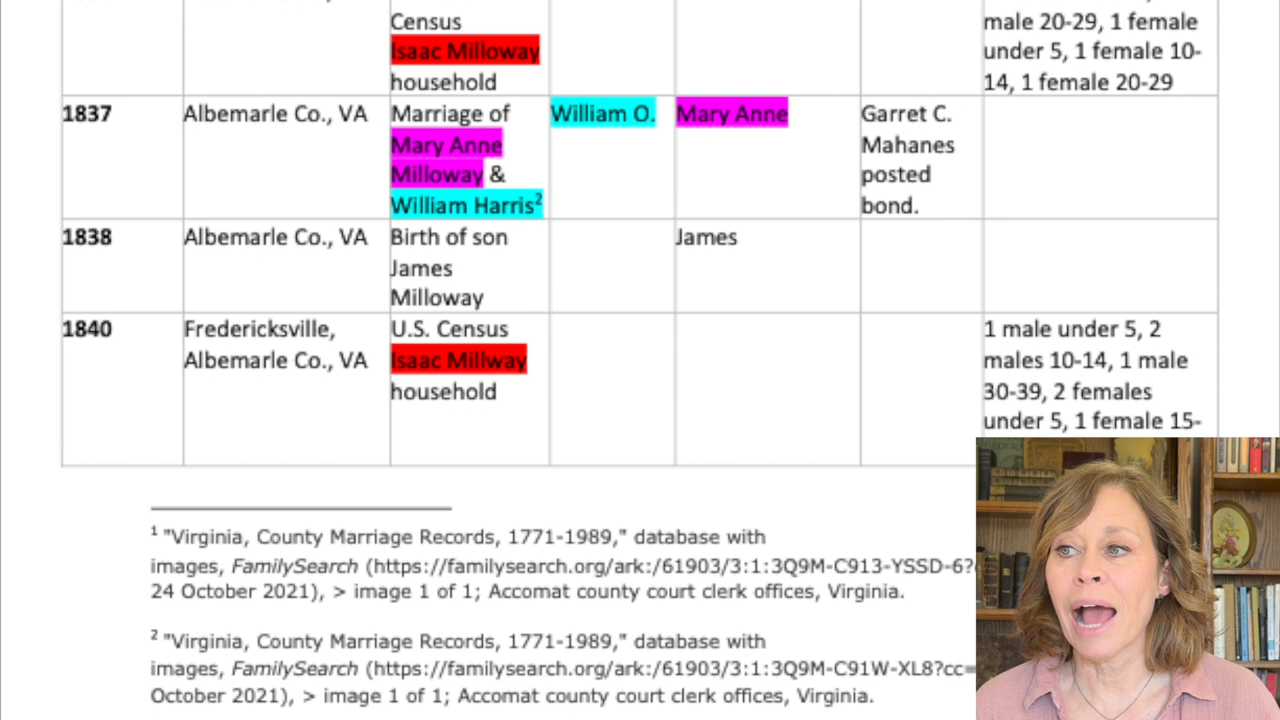 Census
Isaac Milloway
household
male 20-29, 1 female
under 5, 1 female 10-
14, 1 female 20-29
1837
Albemarle Co., VA
Marriage of
Mary Anne
Milloway &
William Harris2
William O.
Mary Anne
Garret C.
Mahanes
posted
bond.
1838
Albemarle Co., VA
Birth of son
James
Milloway
James
1840
Fredericksville,
Albemarle Co., VA
U.S. Census
Isaac Millway
household
1 male under 5, 2
males 10-14, 1 male
30-39, 2 females
under 5, 1 female 15-
1 "Virginia, County Marriage Records, 1771-1989," database with
images, FamilySearch (https://familysearch.org/ark:/61903/3:1:3Q9M-C913-YSSD-6?
24 October 2021), > image 1 of 1; Accomat county court clerk offices, Virginia.
2 "Virginia, County Marriage Records, 1771-1989," database with
images, FamilySearch (https://familysearch.org/ark:/61903/3:1:3Q9M-C91W-XL8?cc=
October 2021), > image 1 of 1; Accomat county court clerk offices, Virginia.